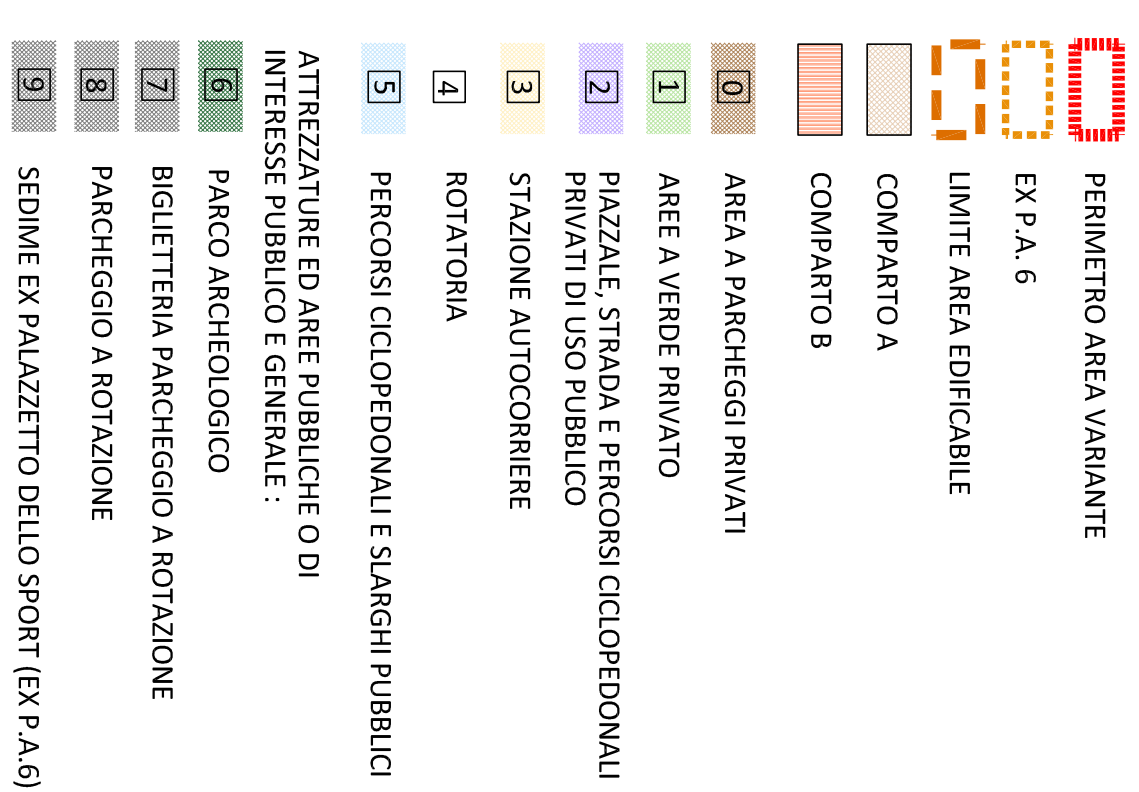 PERIMETRO AREA VARIANTE
EX P.A. 6
LIMITE AREA EDIFICABILE
COMPARTO A
COMPARTO B
0 AREA A PARCHEGGI PRIVATI
1 AREE A VERDE PRIVATO
2 PIAZZALE, STRADA E PERCORSI CICLOPEDONALI
PRIVATI DI USO PUBBLICO
3 STAZIONE AUTOCORRIERE
4 ROTATORIA
5 PERCORSI CICLOPEDONALI E SLARGHI PUBBLICI
ATTREZZATURE ED AREE PUBBLICHE O DI
INTERESSE PUBBLICO E GENERALE :
6 PARCO ARCHEOLOGICO
7 BIGLIETTERIA PARCHEGGIO A ROTAZIONE
8 PARCHEGGIO A ROTAZIONE
9 SEDIME EX PALAZZETTO DELLO SPORT (EX P.A.6)